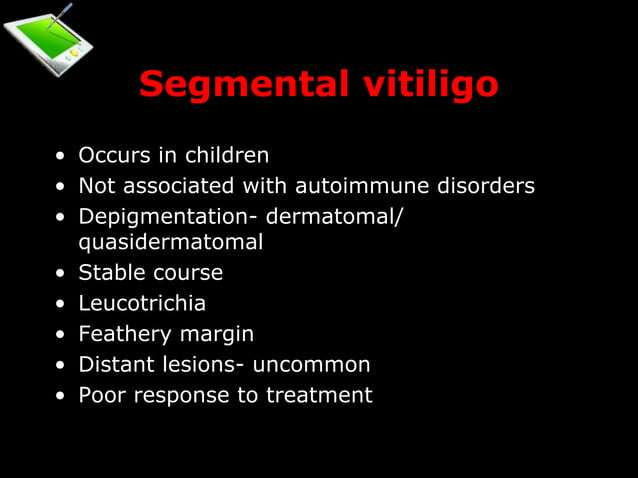 Segmental vitiligo
• Occurs in children
• Not associated with autoimmune disorders
• Depigmentation- dermatomal/
quasidermatomal
• Stable course
• Leucotrichia
• Feathery margin
• Distant lesions- uncommon
• Poor response to treatment